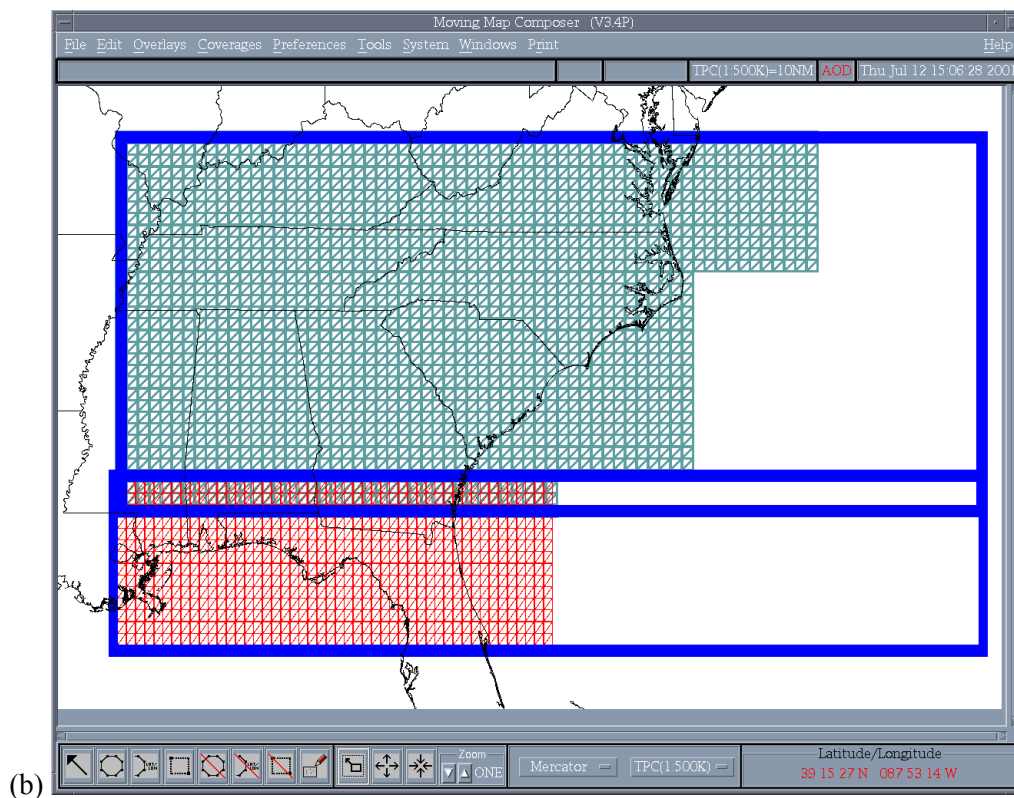 Moving Map Composer (V3.4P)
File Edit Overlays Coverages Preferences Tools System Windows Print Help
TPC(1:500K)=10NM AOD Thu Jul 12 15:06:28 2001
Zoom
ONE
Mercator TPC(1:500K)
Latitude/Longitude
39 15 27 N 087 53 14 W
(b)